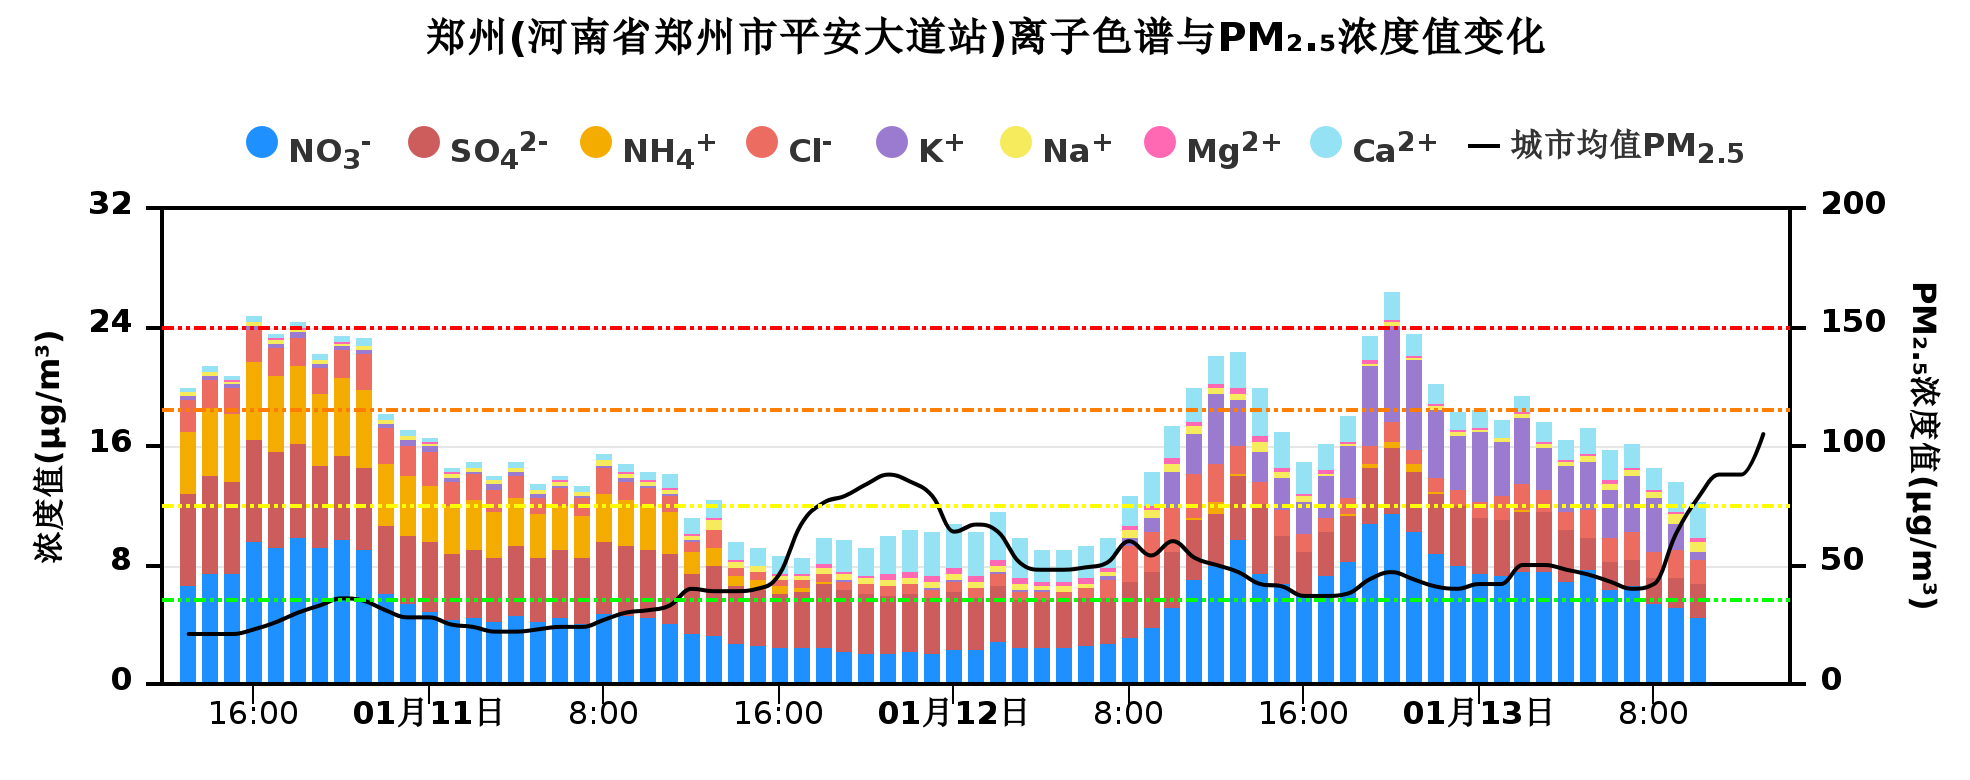 郑州(河南省郑州市平安大道站)离子色谱与PM₂.₅浓度值变化
NO₃⁻ SO₄²⁻ NH₄⁺ Cl⁻ K⁺ Na⁺ Mg²⁺ Ca²⁺ 城市均值PM₂.₅
32
24
16
8
0
浓度值(μg/m³)
200
150
100
50
0
PM₂.₅浓度值(μg/m³)
16:00 01月11日 8:00 16:00 01月12日 8:00 16:00 01月13日 8:00